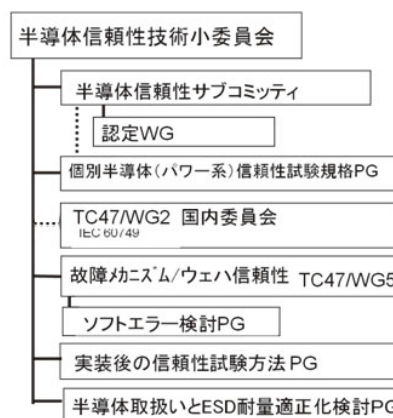 半導体信頼性技術小委員会
半導体信頼性サブコミッティ
認定WG
個別半導体(パワー系)信頼性試験規格PG
TC47/WG2 国内委員会
IEC 60749
故障メカニズム/ウェハ信頼性 TC47/WG5
ソフトエラー検討PG
実装後の信頼性試験方法 PG
半導体取扱いとESD耐量適正化検討PG